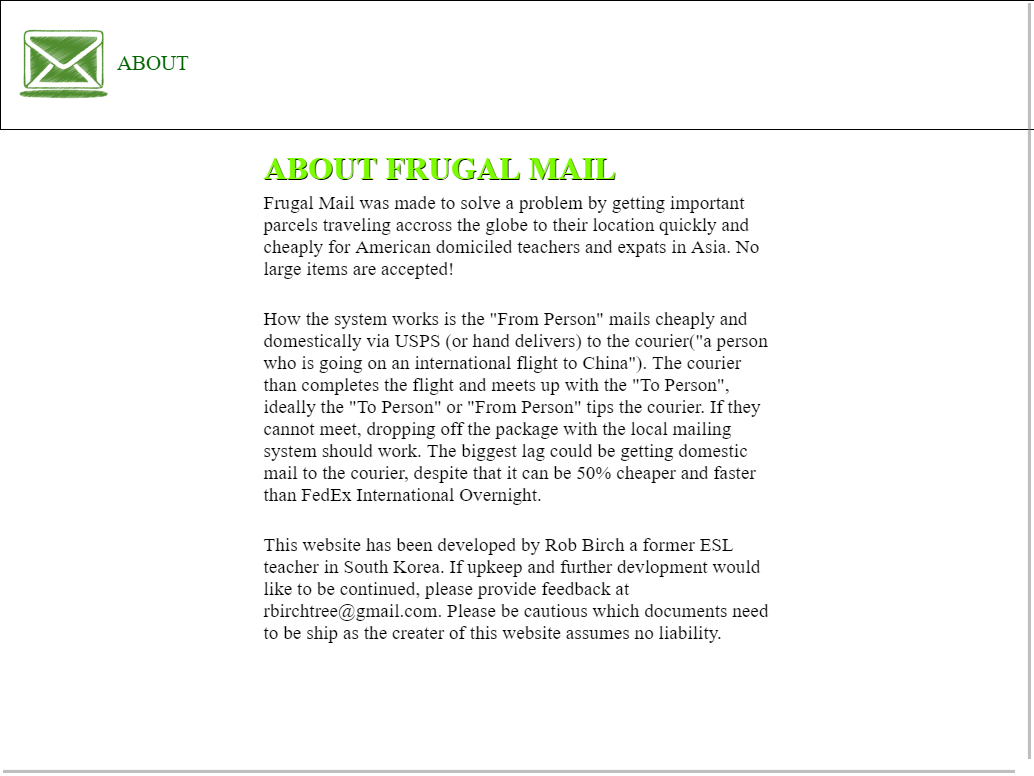 ABOUT
ABOUT FRUGAL MAIL
Frugal Mail was made to solve a problem by getting important
parcels traveling accross the globe to their location quickly and
cheaply for American domiciled teachers and expats in Asia. No
large items are accepted!
How the system works is the "From Person" mails cheaply and
domestically via USPS (or hand delivers) to the courier("a person
who is going on an international flight to China"). The courier
than completes the flight and meets up with the "To Person",
ideally the "To Person" or "From Person" tips the courier. If they
cannot meet, dropping off the package with the local mailing
system should work. The biggest lag could be getting domestic
mail to the courier, despite that it can be 50% cheaper and faster
than FedEx International Overnight.
This website has been developed by Rob Birch a former ESL
teacher in South Korea. If upkeep and further devlopment would
like to be continued, please provide feedback at
rbirchtree@gmail.com. Please be cautious which documents need
to be ship as the creater of this website assumes no liability.